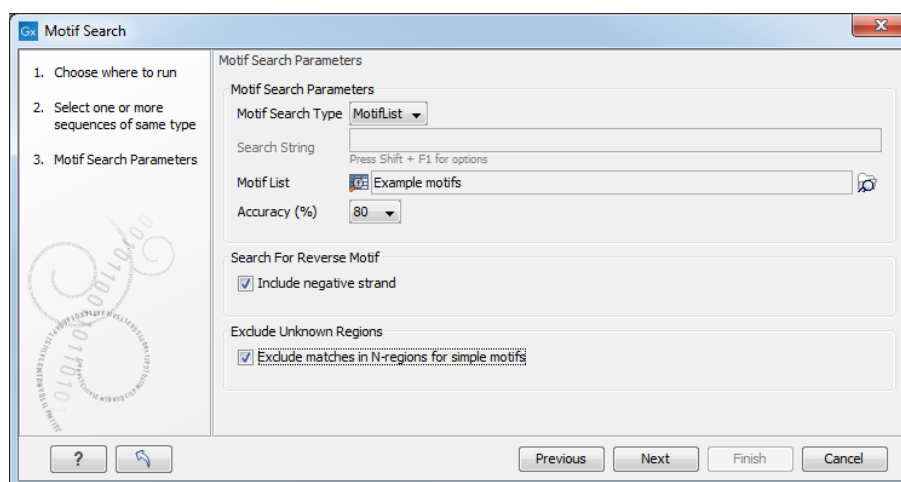 Gx Motif Search
x
1. Choose where to run
2. Select one or more
sequences of same type
3. Motif Search Parameters
Motif Search Parameters
Motif Search Parameters
Motif Search Type MotifList
Search String
Press Shift + F1 for options
Motif List Example motifs
Accuracy (%) 80
Search For Reverse Motif
Include negative strand
Exclude Unknown Regions
Exclude matches in N-regions for simple motifs
? Previous Next Finish Cancel